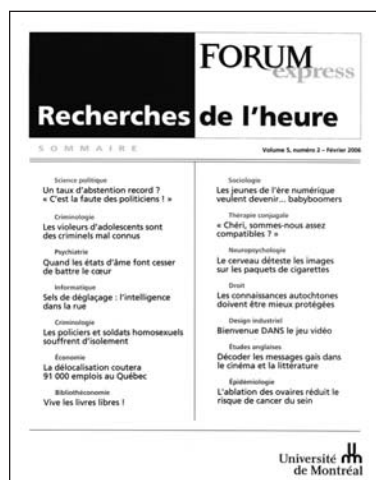 FORUM
express
Recherches de l'heure
SOMMAIRE
Volume 5, numéro 2 – Février 2006
Science politique
Un taux d'abstention record ?
« C'est la faute des politiciens ! »
Criminologie
Les violeurs d'adolescents sont
des criminels mal connus
Psychiatrie
Quand les états d'âme font cesser
de battre le cœur
Informatique
Sels de déglaçage : l'intelligence
dans la rue
Criminologie
Les policiers et soldats homosexuels
souffrent d'isolement
Économie
La délocalisation coutera
91 000 emplois au Québec
Bibliothéconomie
Vive les livres libres !
Sociologie
Les jeunes de l'ère numérique
veulent devenir... babyboomers
Thérapie conjugale
« Chéri, sommes-nous assez
compatibles ? »
Neuropsychologie
Le cerveau déteste les images
sur les paquets de cigarettes
Droit
Les connaissances autochtones
doivent être mieux protégées
Design industriel
Bienvenue DANS le jeu vidéo
Études anglaises
Décoder les messages gais dans
le cinéma et la littérature
Épidémiologie
L'ablation des ovaires réduit le
risque de cancer du sein
Université
de Montréal